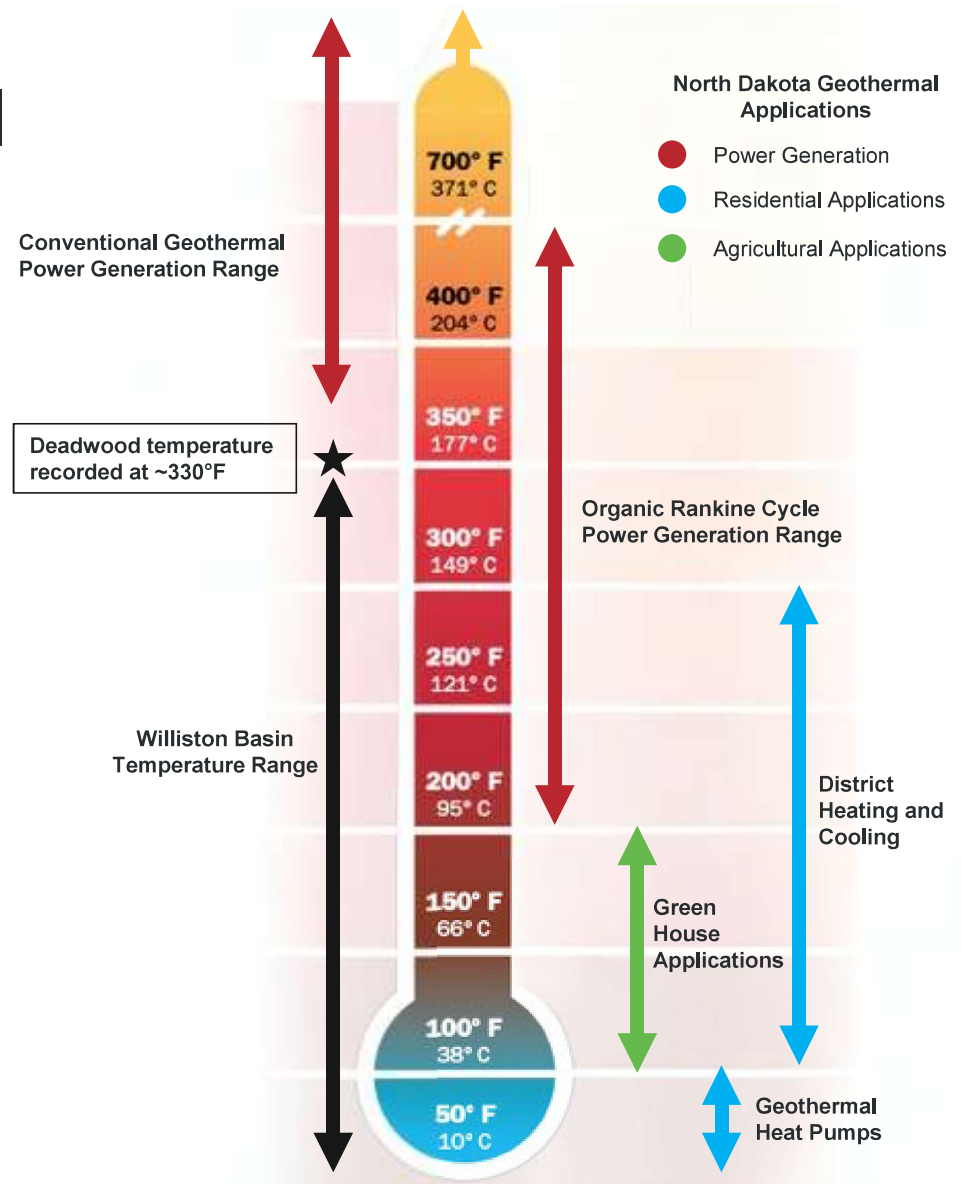 North Dakota Geothermal
Applications
Power Generation
Residential Applications
Agricultural Applications
700° F
371° C
Conventional Geothermal
Power Generation Range
400° F
204° C
350° F
177° C
Deadwood temperature
recorded at ~330°F
Organic Rankine Cycle
Power Generation Range
300° F
149° C
250° F
121° C
Williston Basin
Temperature Range
200° F
95° C
District
Heating and
Cooling
150° F
66° C
Green
House
Applications
100° F
38° C
50° F
10° C
Geothermal
Heat Pumps